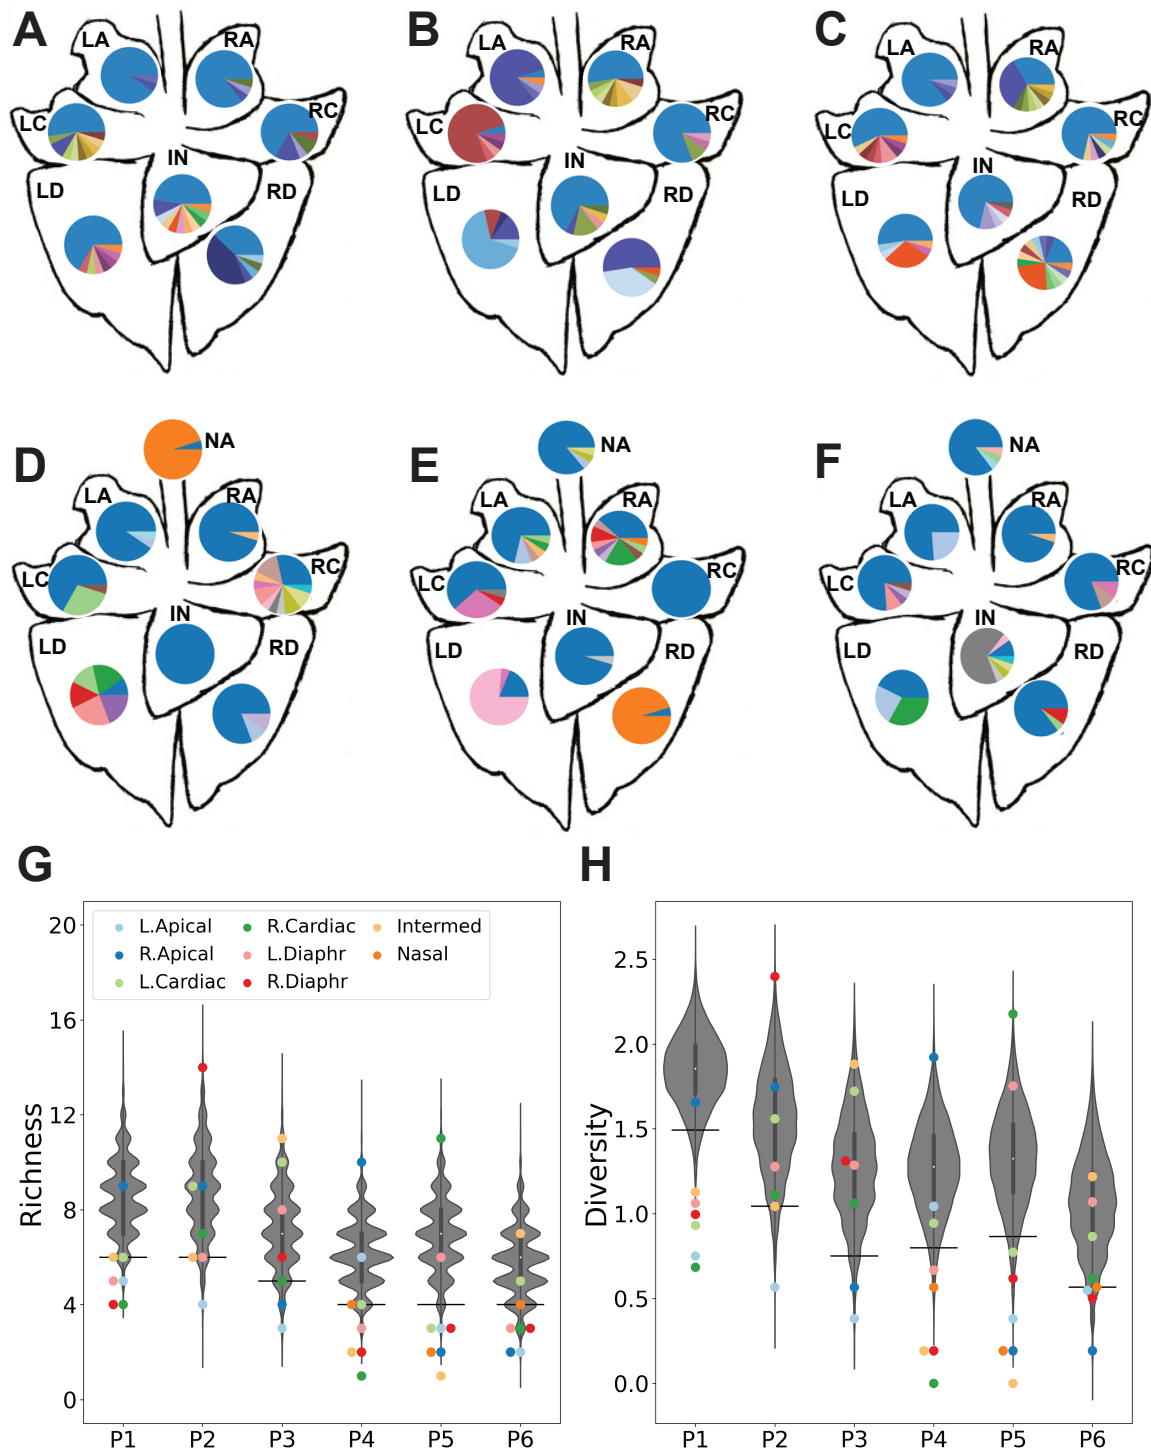 A
LA
RA
LC
RC
IN
LD
RD
B
LA
RA
LC
RC
IN
LD
RD
C
LA
RA
LC
RC
IN
LD
RD
D
NA
LA
RA
LC
RC
IN
LD
RD
E
NA
LA
RA
LC
RC
IN
LD
RD
F
NA
LA
RA
LC
RC
IN
LD
RD
G
Richness
20
16
12
8
4
0
L.Apical
R.Apical
L.Cardiac
R.Cardiac
L.Diaphr
R.Diaphr
Intermed
Nasal
P1 P2 P3 P4 P5 P6
H
Diversity
2.5
2.0
1.5
1.0
0.5
0.0
P1 P2 P3 P4 P5 P6